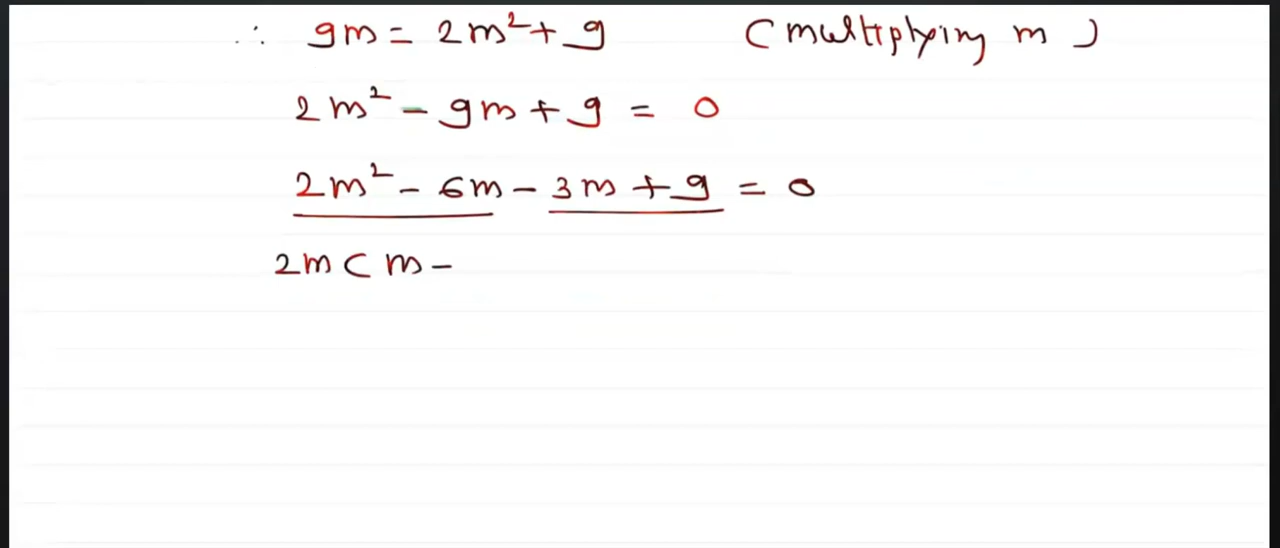 ∴ 9m = 2m² + 9 (multiplying m)
2m² - 9m + 9 = 0
2m² - 6m - 3m + 9 = 0
2m ( m -